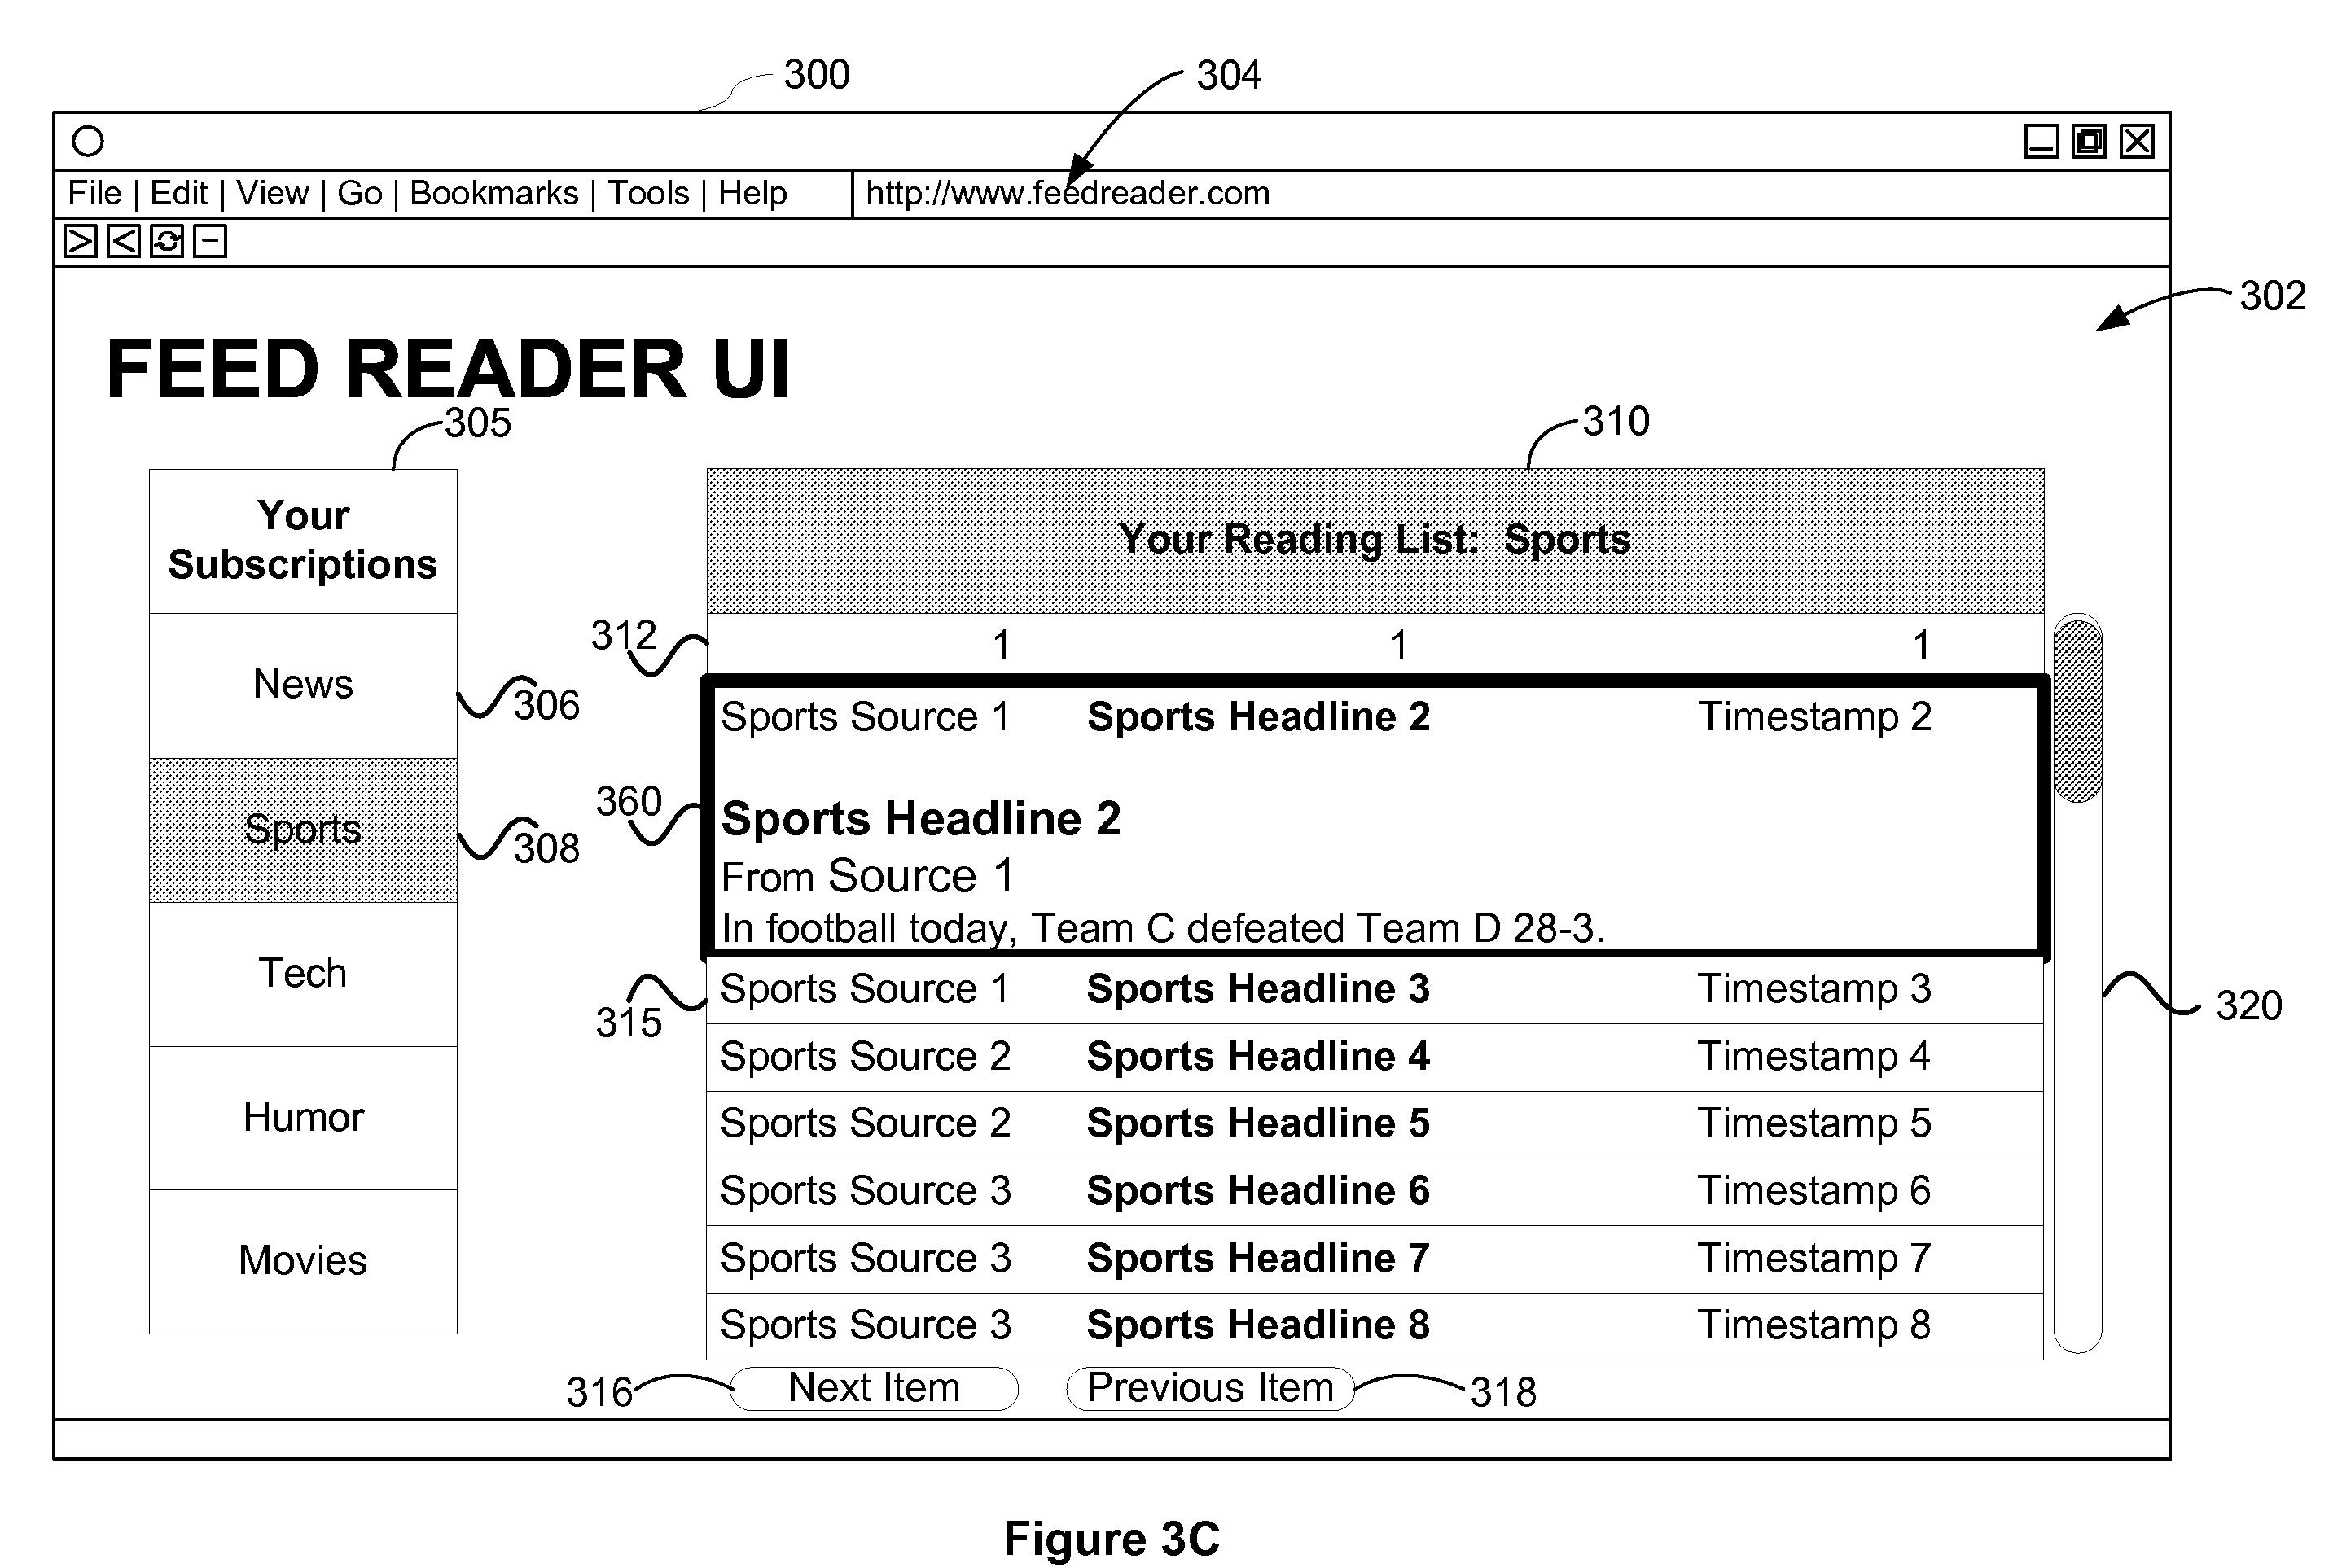 300
304
File | Edit | View | Go | Bookmarks | Tools | Help
http://www.feedreader.com
302
FEED READER UI
305
310
Your
Subscriptions
Your Reading List: Sports
312
1 1 1
News
306
Sports Source 1 Sports Headline 2 Timestamp 2
360
Sports Headline 2
Sports
308
From Source 1
In football today, Team C defeated Team D 28-3.
Tech
315
Sports Source 1 Sports Headline 3 Timestamp 3
320
Sports Source 2 Sports Headline 4 Timestamp 4
Humor
Sports Source 2 Sports Headline 5 Timestamp 5
Sports Source 3 Sports Headline 6 Timestamp 6
Movies
Sports Source 3 Sports Headline 7 Timestamp 7
Sports Source 3 Sports Headline 8 Timestamp 8
316
Next Item
Previous Item
318
Figure 3C